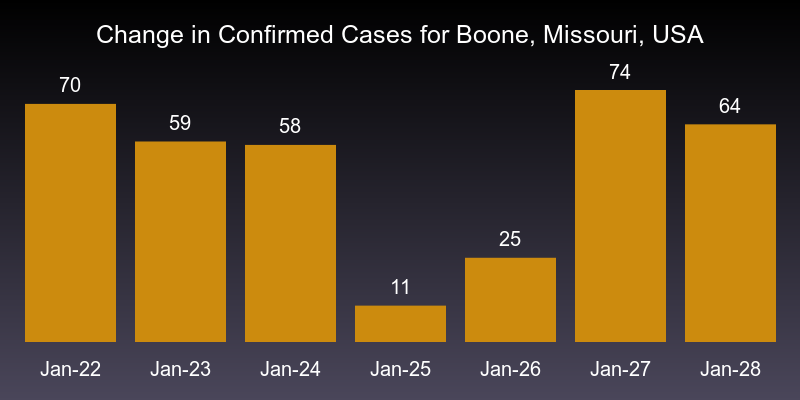 Change in Confirmed Cases for Boone, Missouri, USA
70 59 58 11 25 74 64
Jan-22 Jan-23 Jan-24 Jan-25 Jan-26 Jan-27 Jan-28